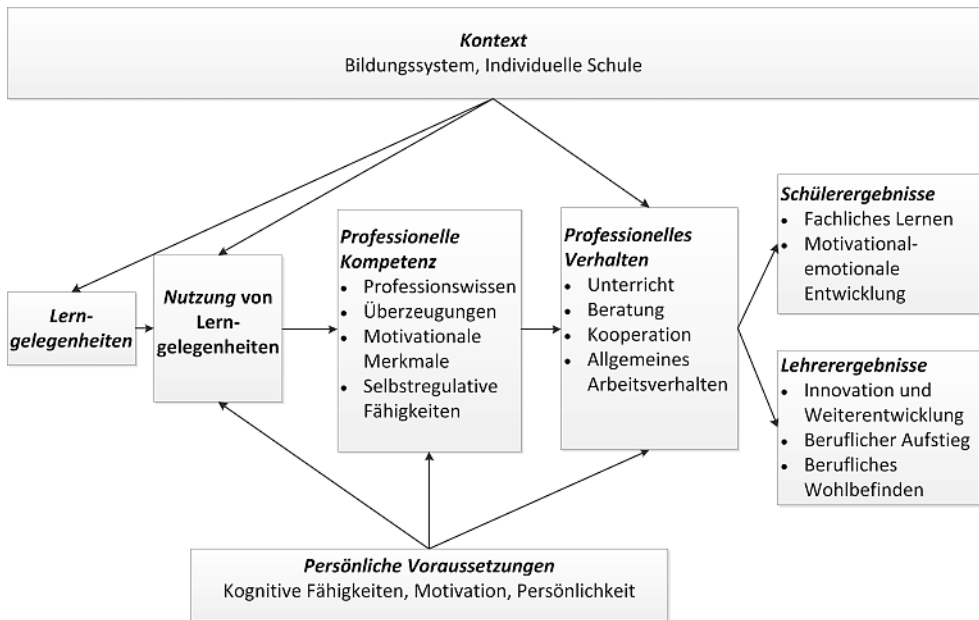 Kontext
Bildungssystem, Individuelle Schule
Lern-
gelegenheiten
Nutzung von
Lern-
gelegenheiten
Professionelle
Kompetenz
• Professionswissen
• Überzeugungen
• Motivationale
Merkmale
• Selbstregulative
Fähigkeiten
Professionelles
Verhalten
• Unterricht
• Beratung
• Kooperation
• Allgemeines
Arbeitsverhalten
Schülerergebnisse
• Fachliches Lernen
• Motivational-
emotionale
Entwicklung
Lehrerergebnisse
• Innovation und
Weiterentwicklung
• Beruflicher Aufstieg
• Berufliches
Wohlbefinden
Persönliche Voraussetzungen
Kognitive Fähigkeiten, Motivation, Persönlichkeit